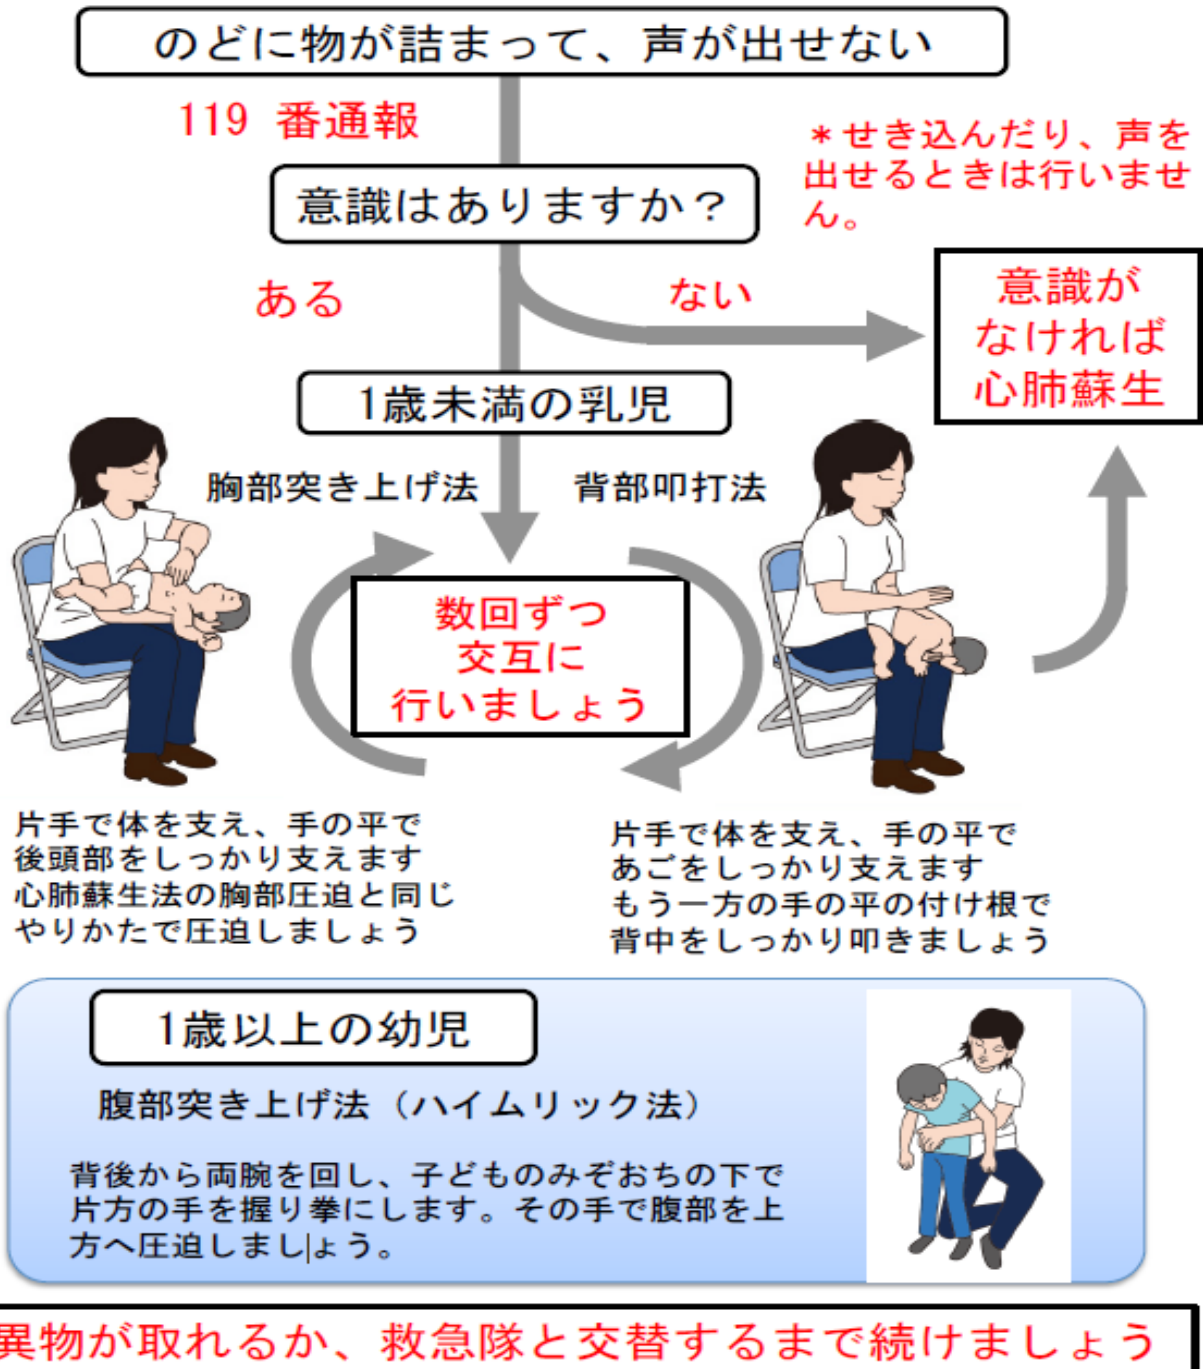 のどに物が詰まって、声が出せない
119 番通報
＊せき込んだり、声を
出せるときは行いませ
ん。
意識はありますか？
ある
ない
意識が
なければ
心肺蘇生
1歳未満の乳児
胸部突き上げ法
背部叩打法
数回ずつ
交互に
行いましょう
片手で体を支え、手の平で
後頭部をしっかり支えます
心肺蘇生法の胸部圧迫と同じ
やりかたで圧迫しましょう
片手で体を支え、手の平で
あごをしっかり支えます
もう一方の手の平の付け根で
背中をしっかり叩きましょう
1歳以上の幼児
腹部突き上げ法（ハイムリック法）
背後から両腕を回し、子どものみぞおちの下で
片方の手を握り拳にします。その手で腹部を上
方へ圧迫しましょう。
異物が取れるか、救急隊と交替するまで続けましょう